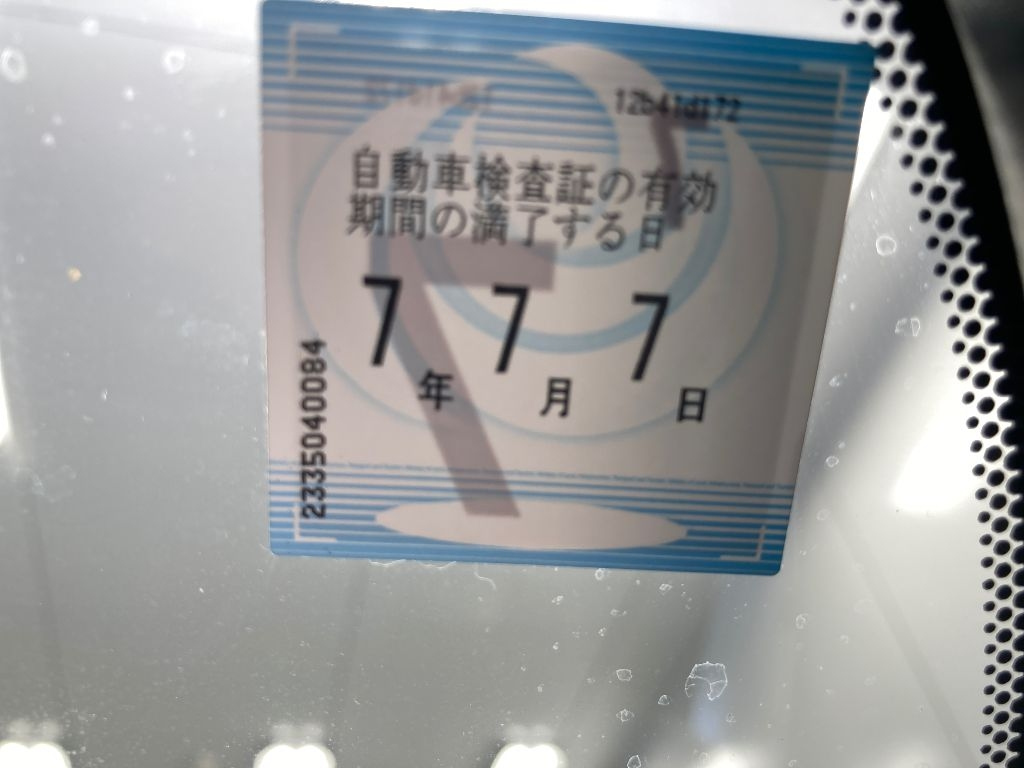 12b41d172
自動車検査証の有効
期間の満了する日
7年 7月 7日
2335040084